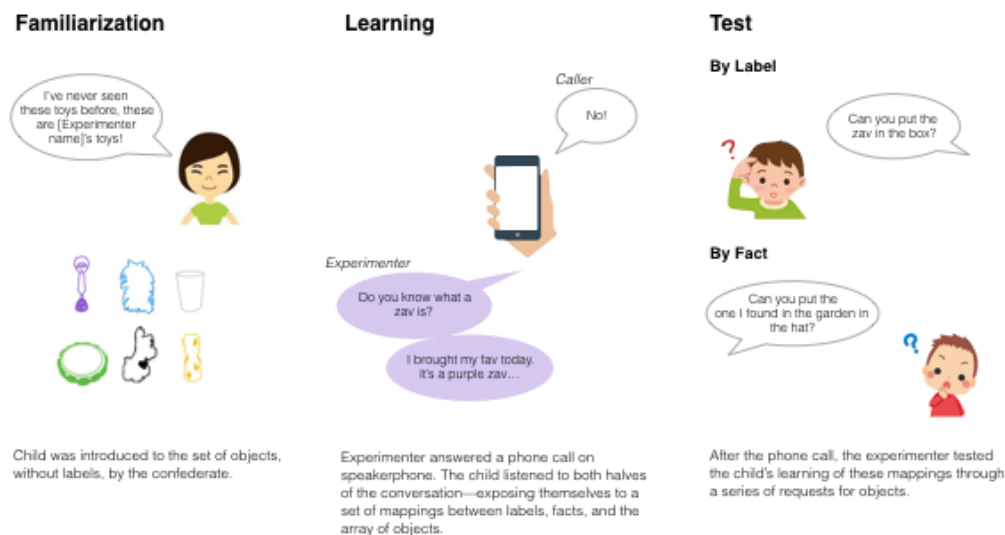 Familiarization
I've never seen
these toys before, these
are [Experimenter
name]'s toys!
Child was introduced to the set of objects,
without labels, by the confederate.
Learning
Caller
No!
Experimenter
Do you know what a
zav is?
I brought my fav today.
It's a purple zav...
Experimenter answered a phone call on
speakerphone. The child listened to both halves
of the conversation—exposing themselves to a
set of mappings between labels, facts, and the
array of objects.
Test
By Label
Can you put the
zav in the box?
?
By Fact
Can you put the
one I found in the garden in
the hat?
?
After the phone call, the experimenter tested
the child's learning of these mappings through
a series of requests for objects.